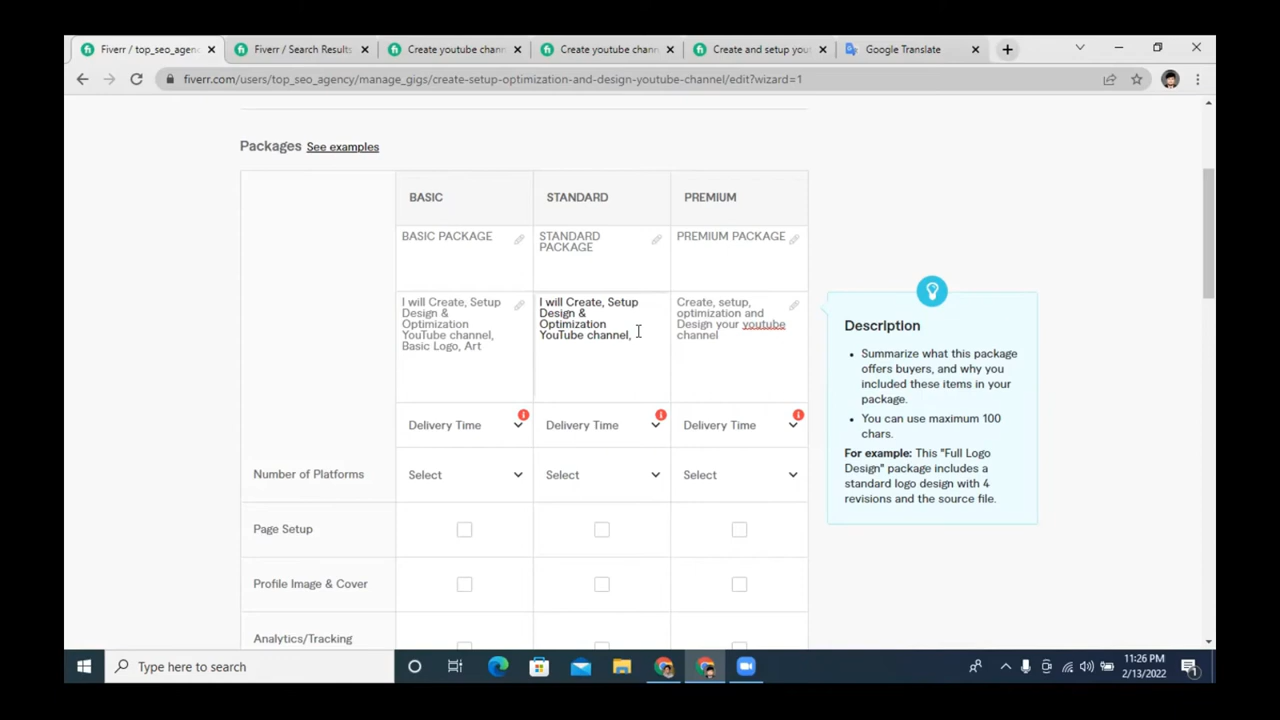 Fiverr / top_seo_agenc
Fiverr / Search Results
Create youtube chann
Create youtube chann
Create and setup you
Google Translate
fiverr.com/users/top_seo_agency/manage_gigs/create-setup-optimization-and-design-youtube-channel/edit?wizard=1
Packages See examples
BASIC
STANDARD
PREMIUM
BASIC PACKAGE
STANDARD
PACKAGE
PREMIUM PACKAGE
I will Create, Setup
Design &
Optimization
YouTube channel,
Basic Logo, Art
I will Create, Setup
Design &
Optimization
YouTube channel,
Create, setup,
optimization and
Design your youtube
channel
Description
Summarize what this package
offers buyers, and why you
included these items in your
package.
You can use maximum 100
chars.
For example: This "Full Logo
Design" package includes a
standard logo design with 4
revisions and the source file.
Delivery Time
Delivery Time
Delivery Time
Number of Platforms
Select
Select
Select
Page Setup
Profile Image & Cover
Analytics/Tracking
Type here to search
11:26 PM
2/13/2022
1